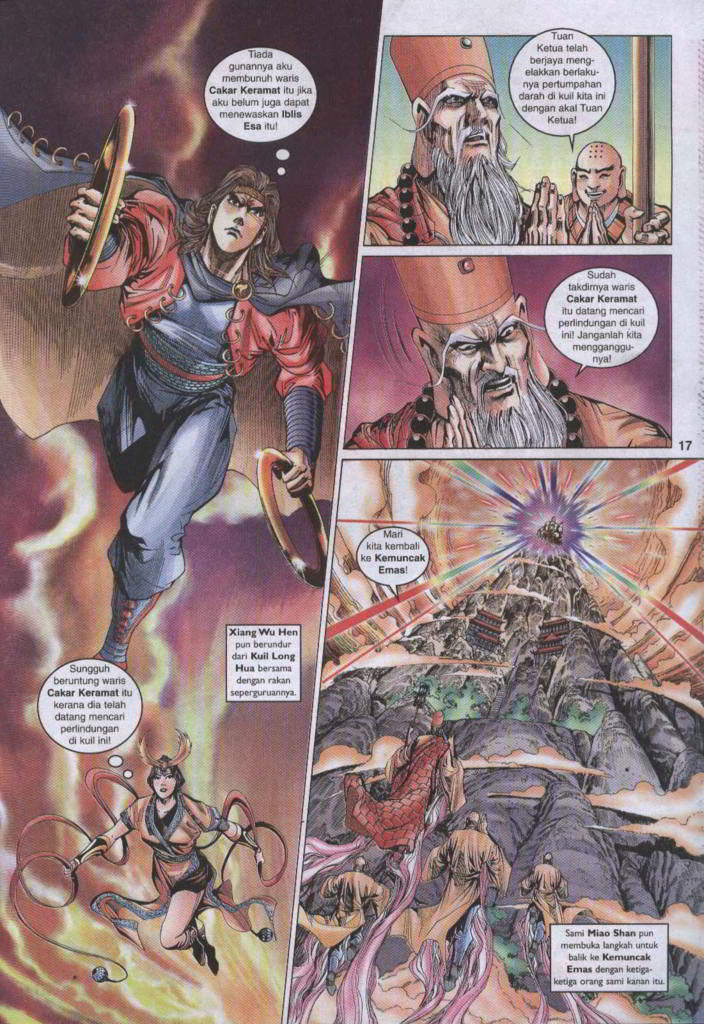 Tiada
gunannya aku
membunuh waris
Cakar Keramat itu jika
aku belum juga dapat
menewaskan Iblis
Esa itu!
Xiang Wu Hen
pun berundur
dari Kuil Long
Hua bersama
dengan rakan
seperguruannya.
Sungguh
beruntung waris
Cakar Keramat itu
kerana dia telah
datang mencari
perlindungan
di kuil ini!
Tuan
Ketua telah
berjaya meng-
elakkan berlaku-
nya pertumpahan
darah di kuil kita ini
dengan akal Tuan
Ketua!
Sudah
takdirnya waris
Cakar Keramat
itu datang mencari
perlindungan di kuil
ini! Janganlah kita
mengganggu-
nya!
17
Mari
kita kembali
ke Kemuncak
Emas!
Sami Miao Shan pun
membuka langkah untuk
balik ke Kemuncak
Emas dengan ketiga-
ketiga orang sami kanan itu.